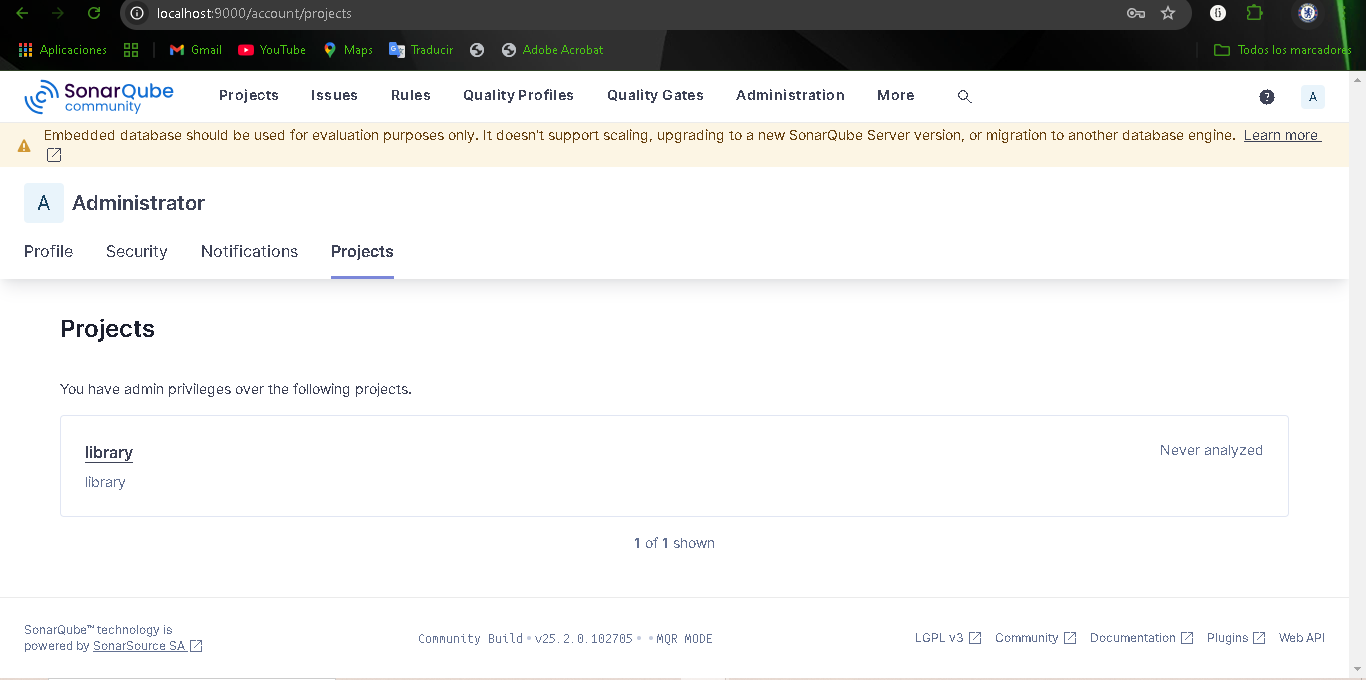 localhost:9000/account/projects
Aplicaciones Gmail YouTube Maps Traducir Adobe Acrobat Todos los marcadores
SonarQube
community
Projects Issues Rules Quality Profiles Quality Gates Administration More ? A
Embedded database should be used for evaluation purposes only. It doesn't support scaling, upgrading to a new SonarQube Server version, or migration to another database engine. Learn more
A Administrator
Profile Security Notifications Projects
Projects
You have admin privileges over the following projects.
library Never analyzed
library
1 of 1 shown
SonarQube™ technology is
powered by SonarSource SA
Community Build • v25.2.0.102705 • • MQR MODE
LGPL v3 Community Documentation Plugins Web API